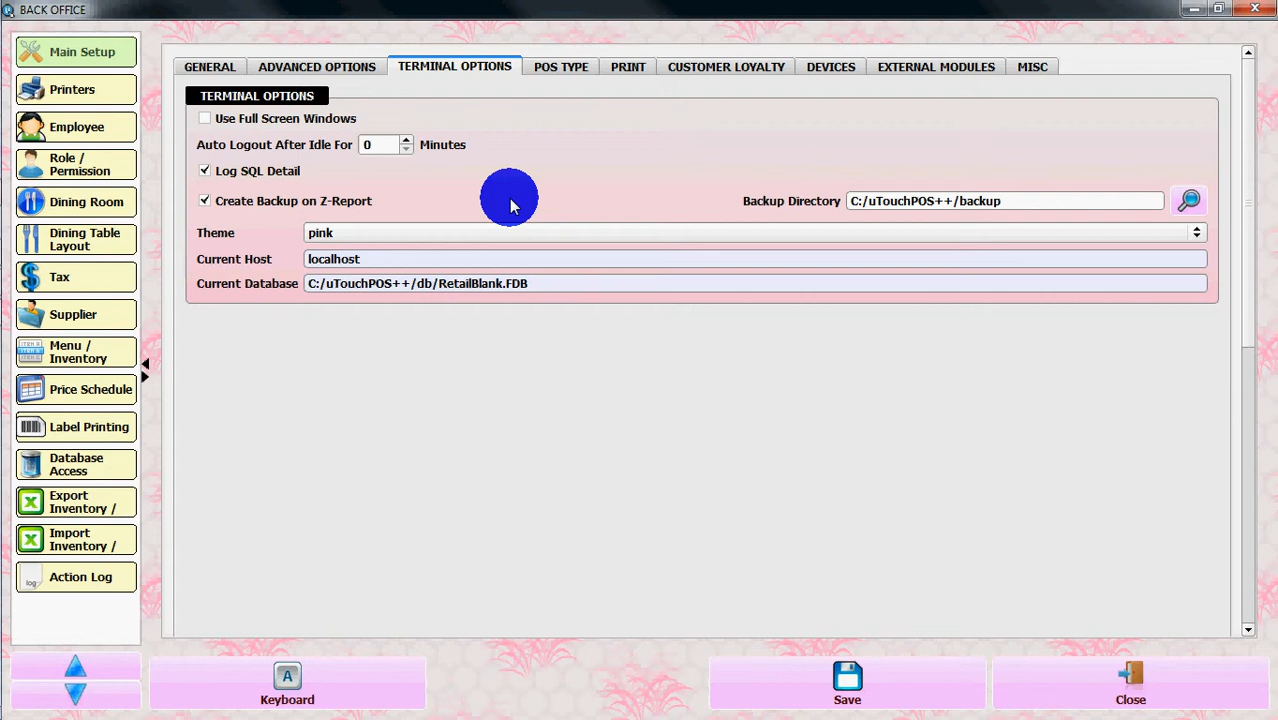 BACK OFFICE
Main Setup
Printers
Employee
Role /
Permission
Dining Room
Dining Table
Layout
Tax
Supplier
Menu /
Inventory
Price Schedule
Label Printing
Database
Access
Export
Inventory /
Import
Inventory /
log
Action Log
GENERAL ADVANCED OPTIONS TERMINAL OPTIONS POS TYPE PRINT CUSTOMER LOYALTY DEVICES EXTERNAL MODULES MISC
TERMINAL OPTIONS
Use Full Screen Windows
Auto Logout After Idle For 0 Minutes
Log SQL Detail
Create Backup on Z-Report Backup Directory C:/uTouchPOS++/backup
Theme pink
Current Host localhost
Current Database C:/uTouchPOS++/db/RetailBlank.FDB
A
Keyboard
Save
Close